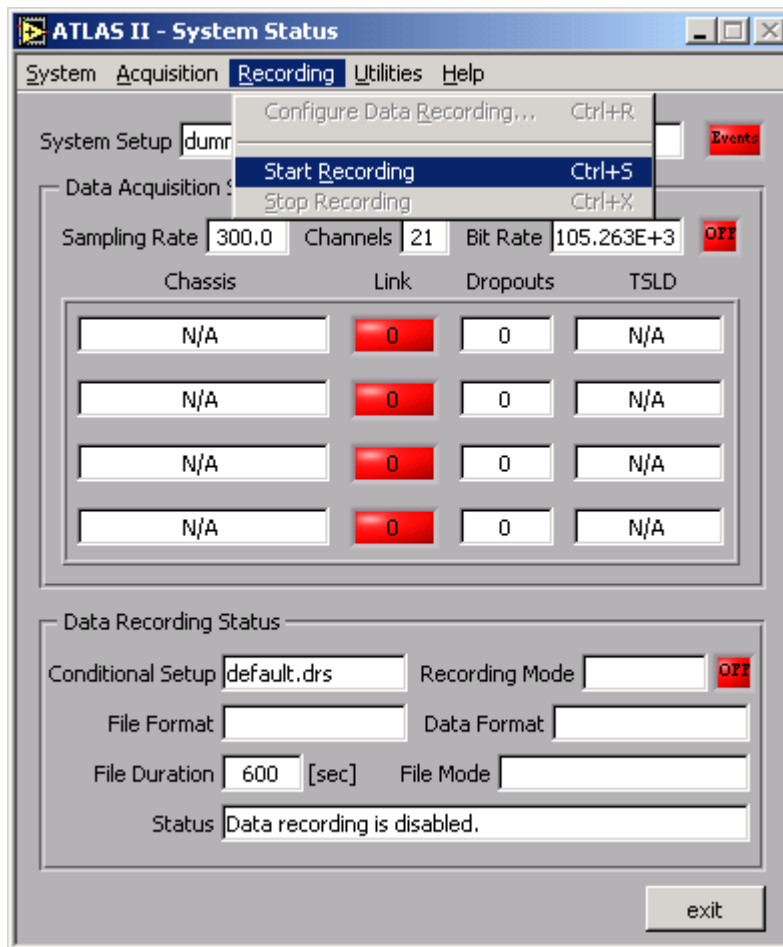 ATLAS II - System Status
System Acquisition Recording Utilities Help
Configure Data Recording... Ctrl+R
System Setup Events
Start Recording Ctrl+S
Data Acquisition
Stop Recording Ctrl+X
Sampling Rate 300.0 Channels 21 Bit Rate 105.263E+3 OFF
Chassis Link Dropouts TSLD
N/A 0 0 N/A
N/A 0 0 N/A
N/A 0 0 N/A
N/A 0 0 N/A
Data Recording Status
Conditional Setup default.drs Recording Mode OFF
File Format Data Format
File Duration 600 [sec] File Mode
Status Data recording is disabled.
exit